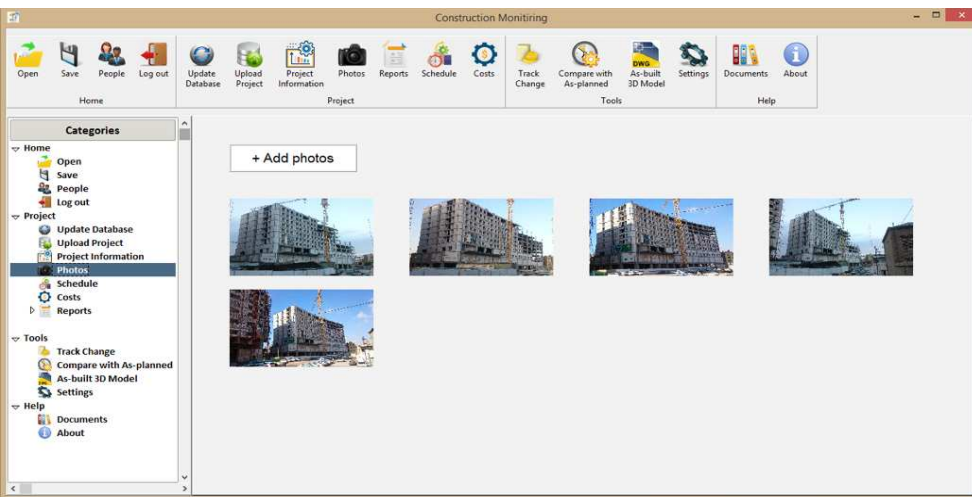 Construction Monitiring
Open Save People Log out Update Database Upload Project Project Information Photos Reports Schedule Costs Track Change Compare with As-planned As-built 3D Model Settings Documents About
Home Project Tools Help
Categories
Home
Open
Save
People
Log out
Project
Update Database
Upload Project
Project Information
Photos
Schedule
Costs
Reports
Tools
Track Change
Compare with As-planned
As-built 3D Model
Settings
Help
Documents
About
+ Add photos